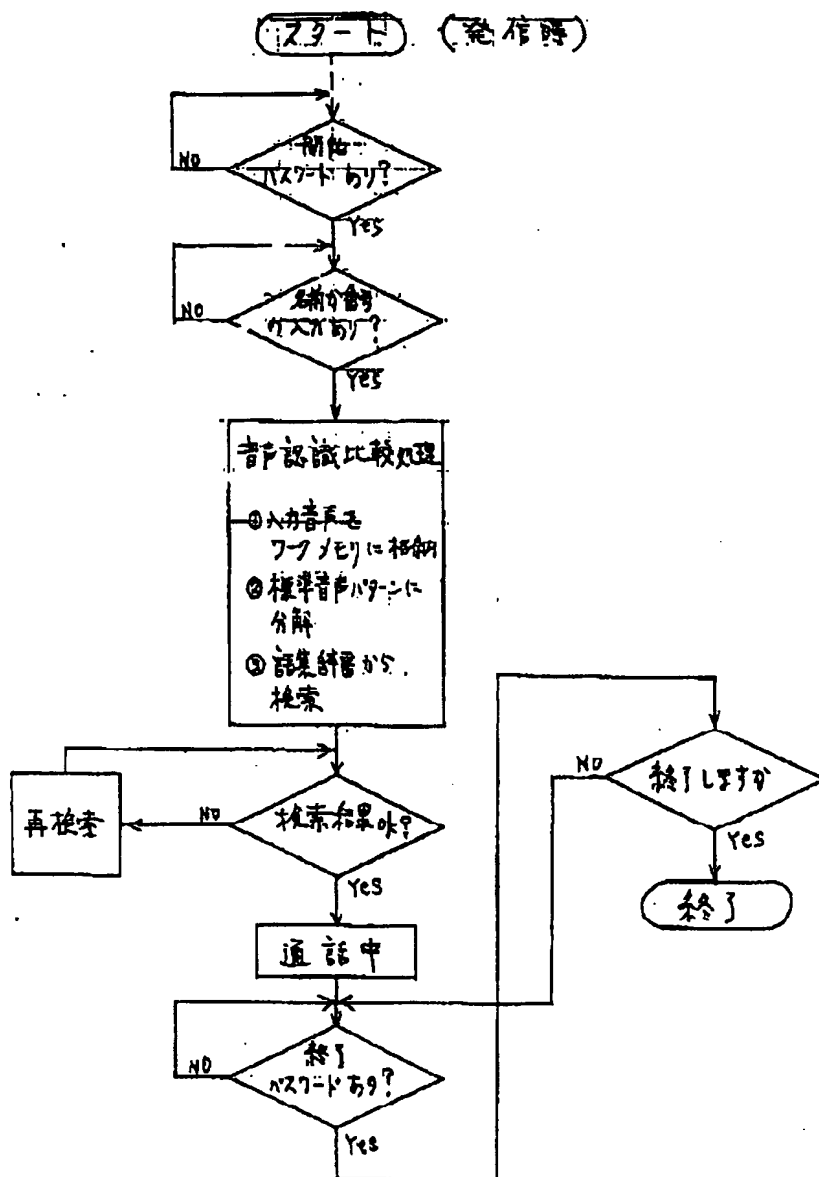 スタート (発信時)
開始
パスワードあり?
NO
Yes
名前か番号
の入力あり?
NO
Yes
音声認識比較処理
①入力音声を
ワークメモリに格納
②標準音声パターンに
分解
③語彙辞書から
検索
検索結果ok?
NO
再検索
Yes
通話中
終了
パスワードあり?
NO
Yes
終了しますか
NO
Yes
終了